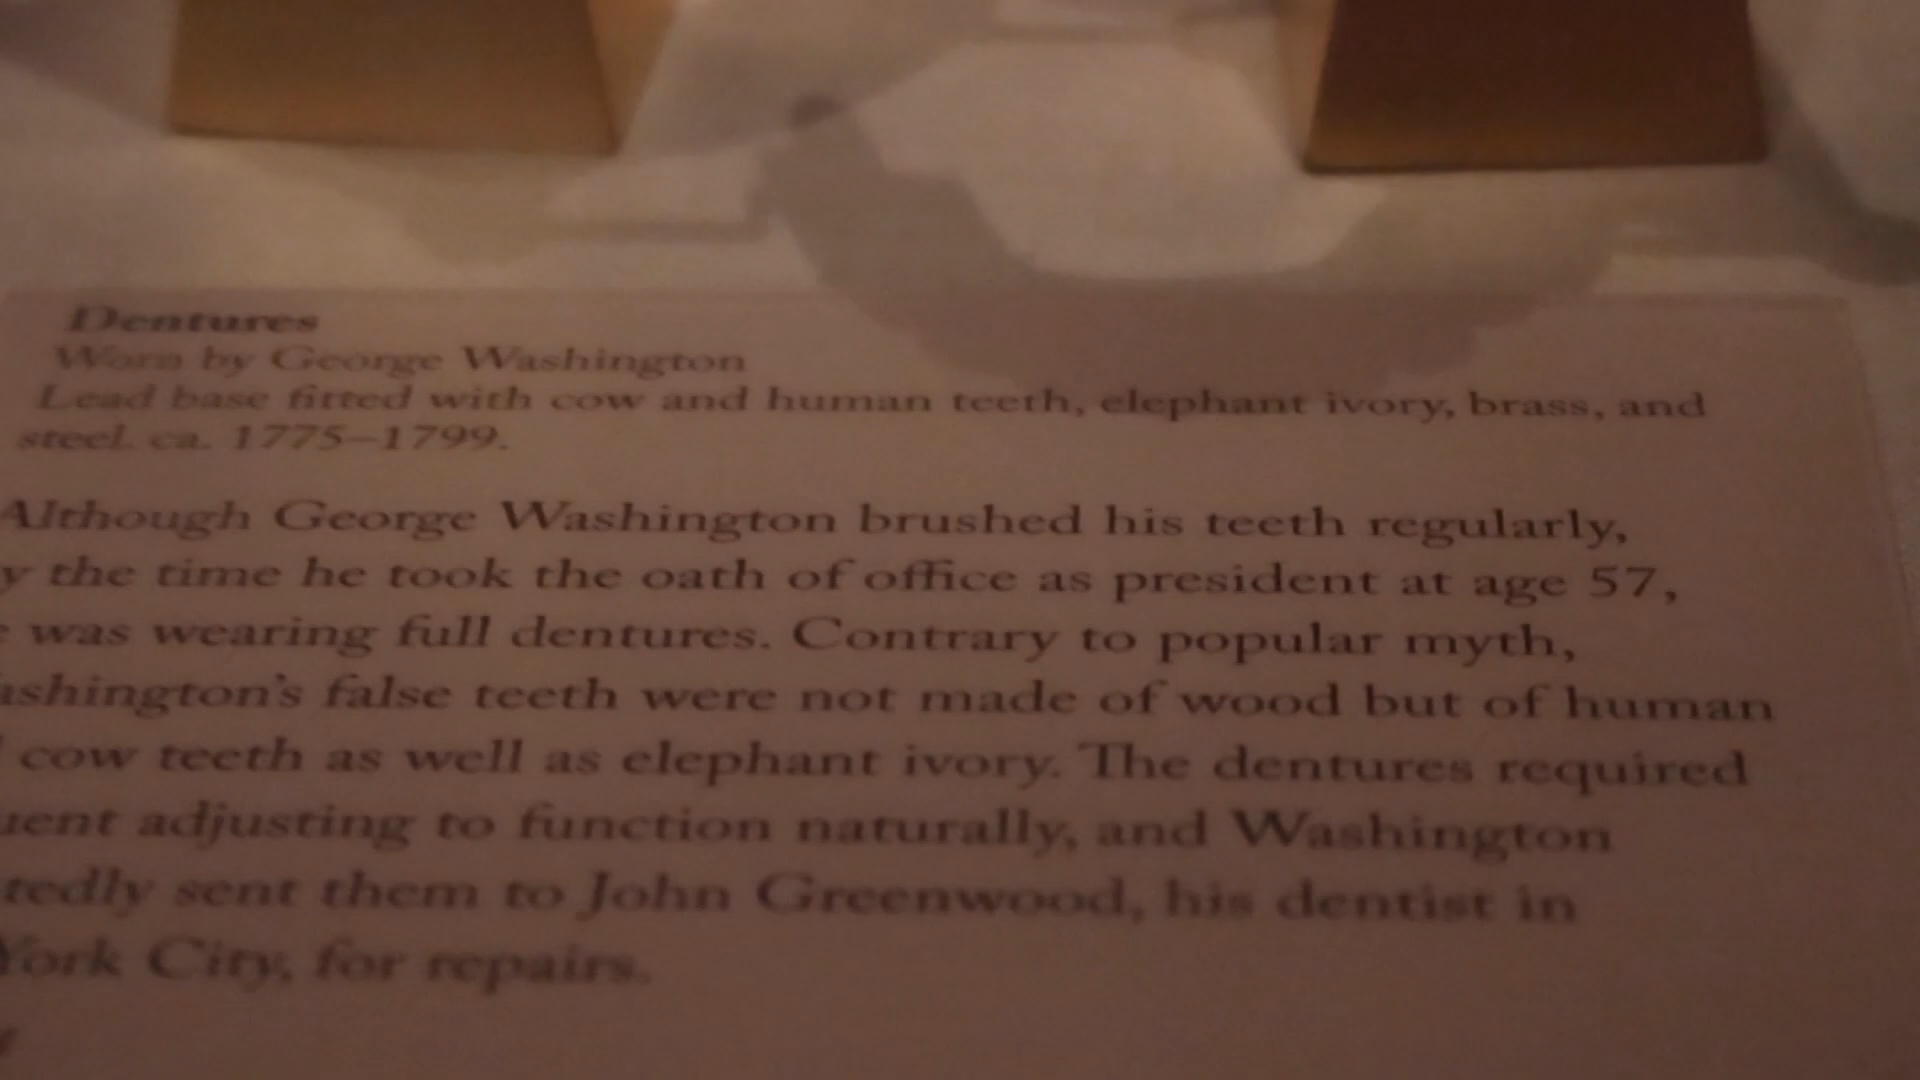 Dentures
Worn by George Washington
Lead base fitted with cow and human teeth, elephant ivory, brass, and
steel. ca. 1775–1799.
Although George Washington brushed his teeth regularly,
y the time he took the oath of office as president at age 57,
e was wearing full dentures. Contrary to popular myth,
ashington's false teeth were not made of wood but of human
cow teeth as well as elephant ivory. The dentures required
uent adjusting to function naturally, and Washington
tedly sent them to John Greenwood, his dentist in
York City, for repairs.